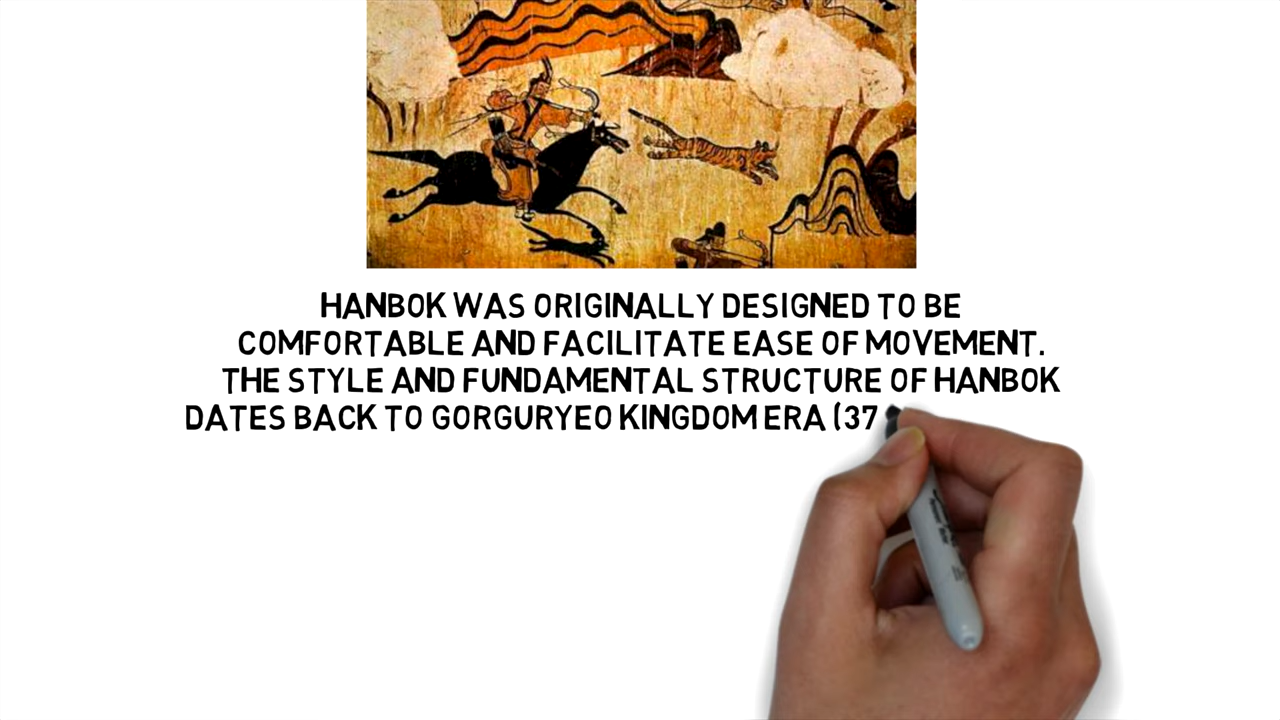 HANBOK WAS ORIGINALLY DESIGNED TO BE
COMFORTABLE AND FACILITATE EASE OF MOVEMENT.
THE STYLE AND FUNDAMENTAL STRUCTURE OF HANBOK
DATES BACK TO GORGURYEO KINGDOM ERA (37